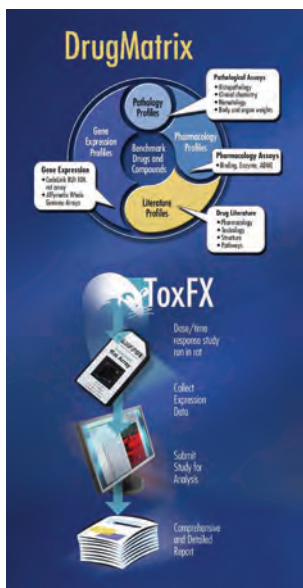 DrugMatrix
Pathological Assays
• Histopathology
• Clinical chemistry
• Hematology
• Body and organ weights
Pathology
Profiles
Gene
Expression
Profiles
Pharmacology
Profiles
Benchmark
Drugs and
Compounds
Pharmacology Assays
• Binding, Enzyme, ADME
Gene Expression
• CodeLink RU1 10K
rat array
• Affymetrix Whole
Genome Arrays
Literature
Profiles
Drug Literature
• Pharmacology
• Toxicology
• Structure
• Pathways
ToxFX
Dose/time
response study
run in rat
Rat Array
Collect
Expression
Data
Submit
Study for
Analysis
Comprehensive
and Detailed
Report